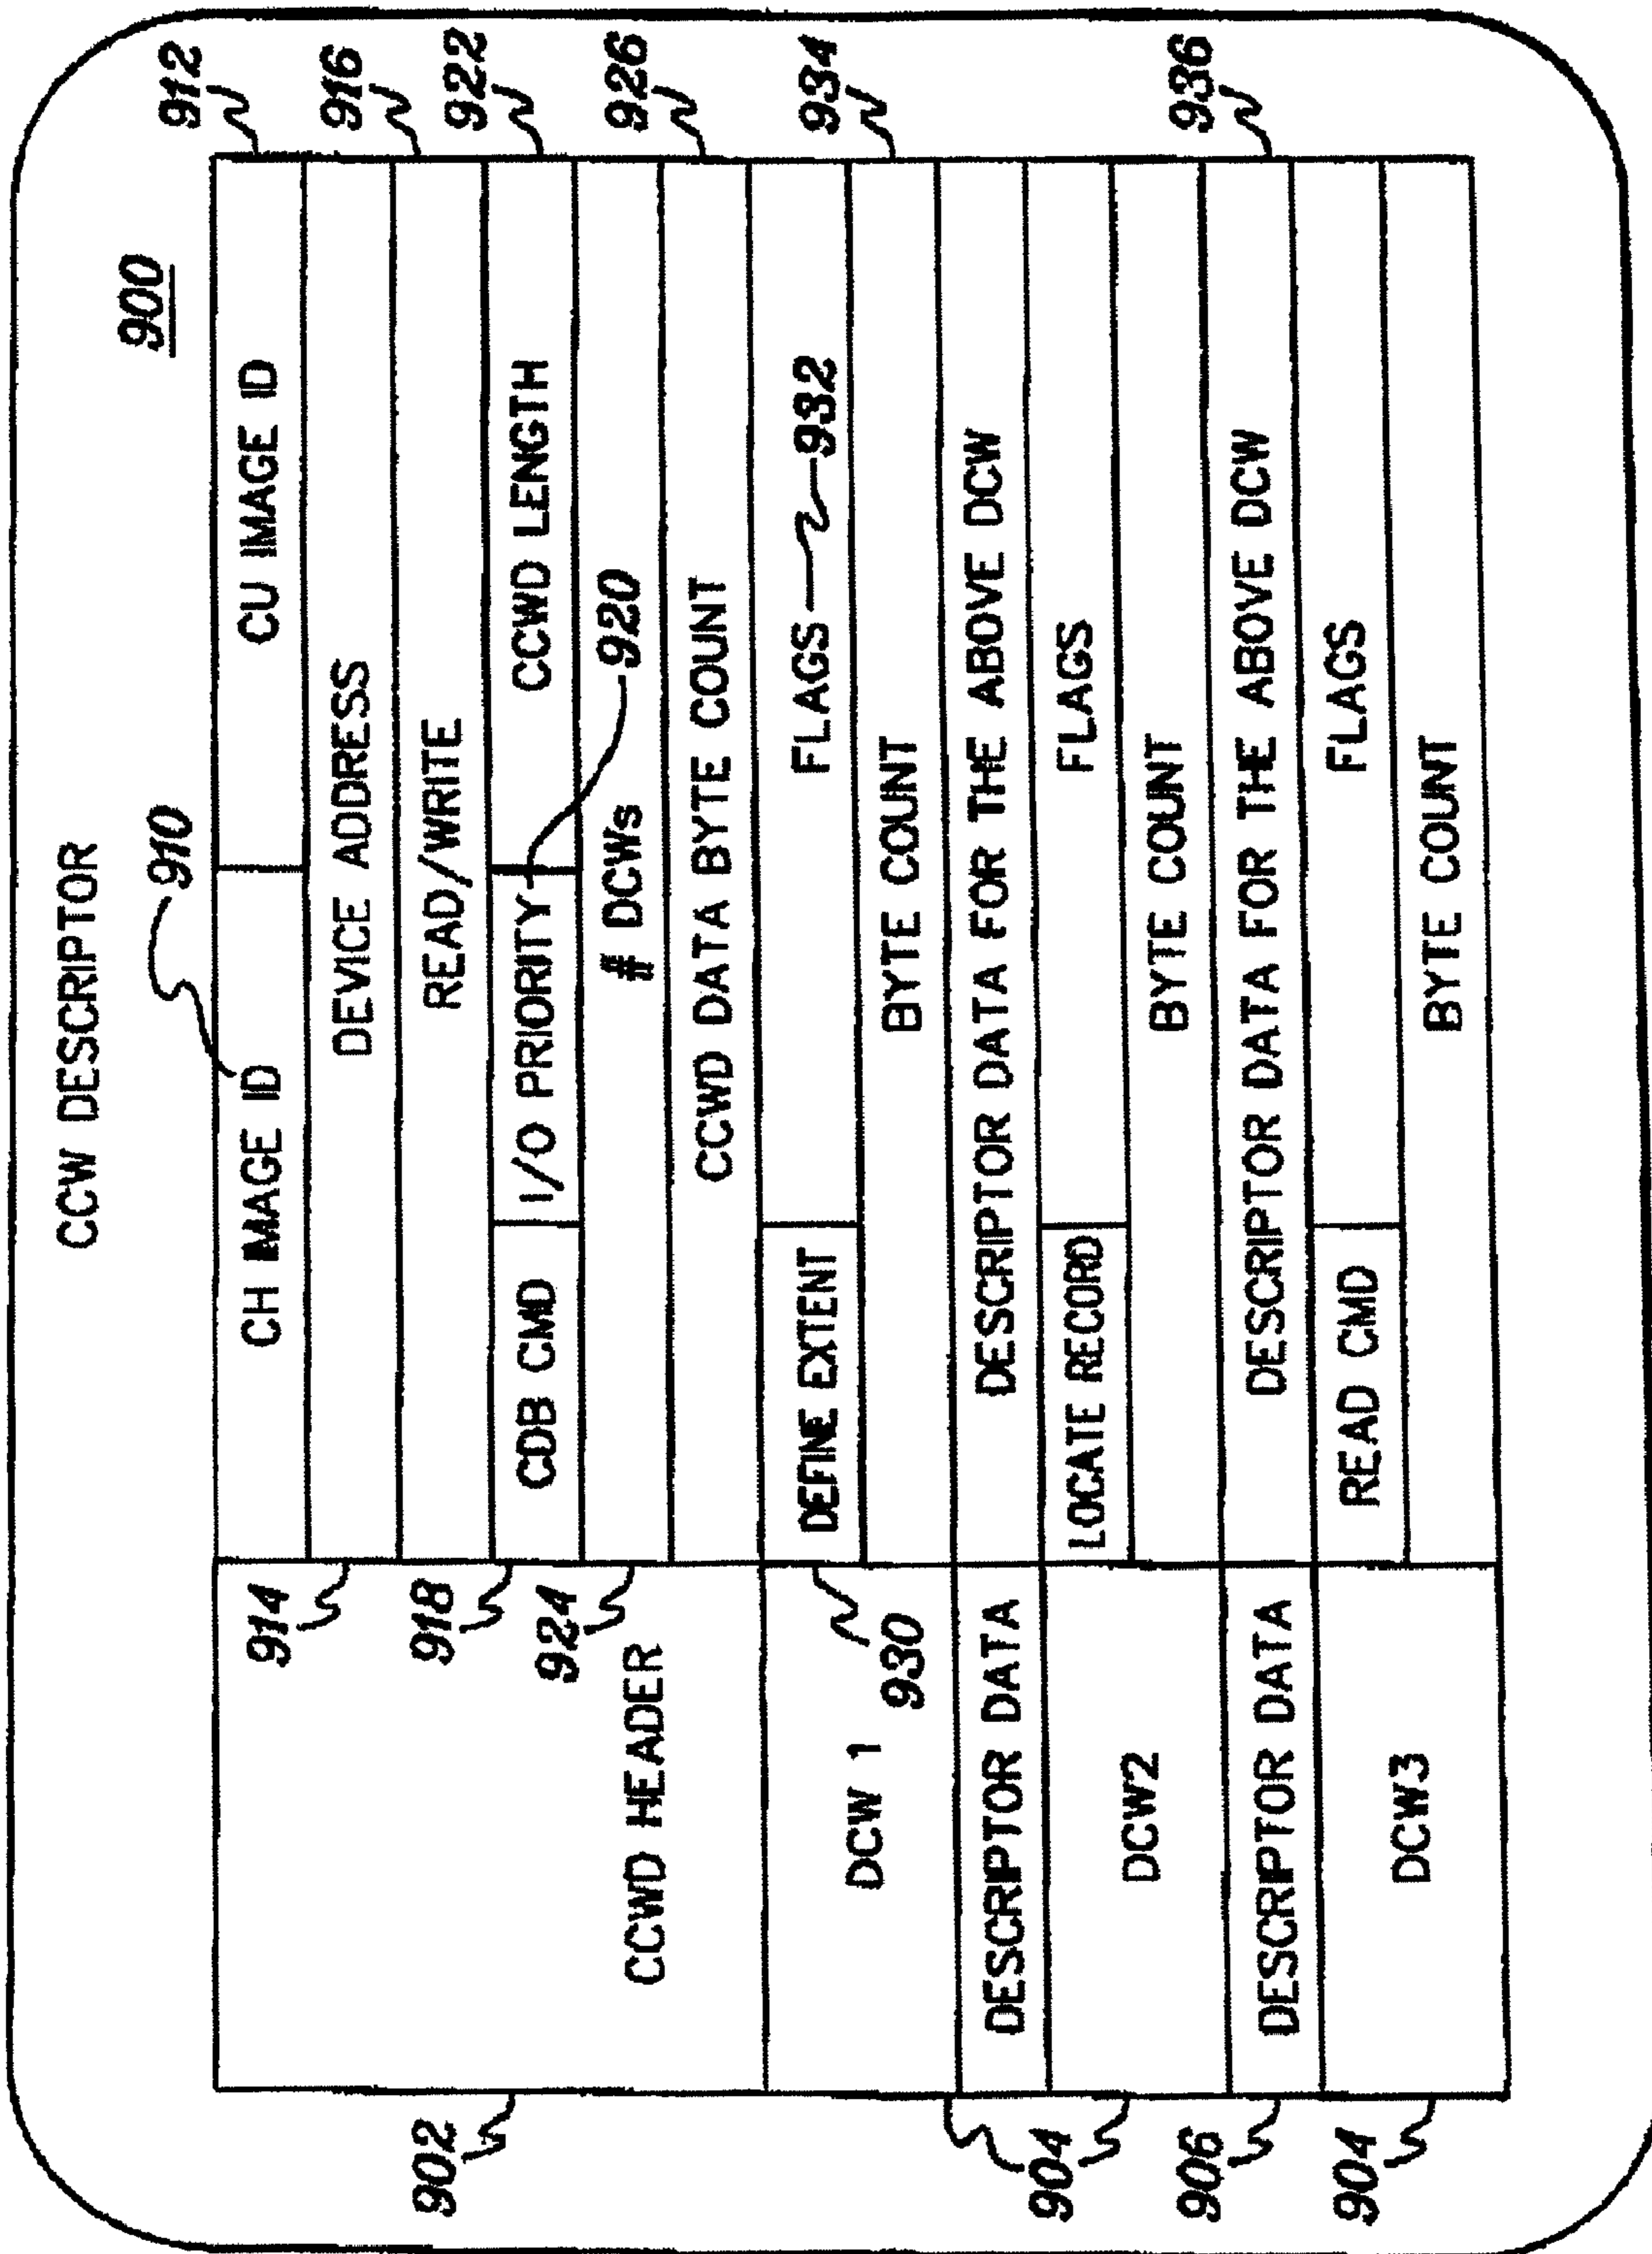 CCW DESCRIPTOR
900
910
CH IMAGE ID
CU IMAGE ID
912
914
DEVICE ADDRESS
READ/WRITE
916
918
CDB CMD
I/O PRIORITY
CCWD LENGTH
922
924
# DCWs
920
CCWD HEADER
CCWD DATA BYTE COUNT
926
902
DCW 1
930
DEFINE EXTENT
FLAGS
932
BYTE COUNT
934
DESCRIPTOR DATA
DESCRIPTOR DATA FOR THE ABOVE DCW
904
DCW2
LOCATE RECORD
FLAGS
BYTE COUNT
906
DESCRIPTOR DATA
DESCRIPTOR DATA FOR THE ABOVE DCW
936
904
DCW3
READ CMD
FLAGS
BYTE COUNT